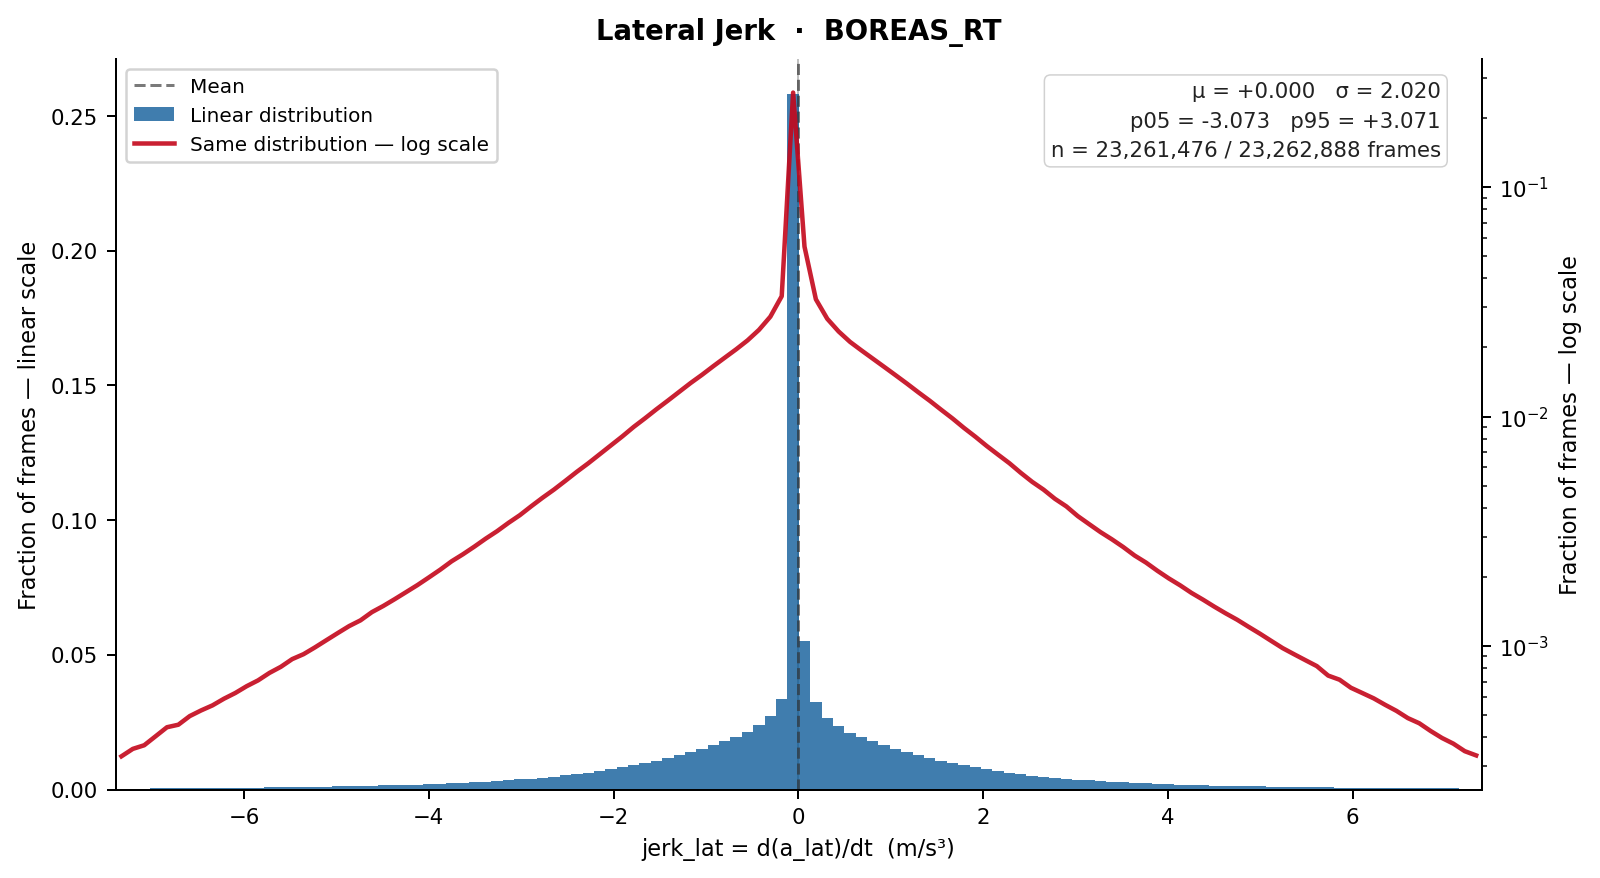 Lateral Jerk · BOREAS_RT
Mean
Linear distribution
Same distribution — log scale
μ = +0.000 σ = 2.020
p05 = -3.073 p95 = +3.071
n = 23,261,476 / 23,262,888 frames
Fraction of frames — linear scale
0.25
0.20
0.15
0.10
0.05
0.00
10⁻¹
10⁻²
10⁻³
Fraction of frames — log scale
−6 −4 −2 0 2 4 6
jerk_lat = d(a_lat)/dt (m/s³)